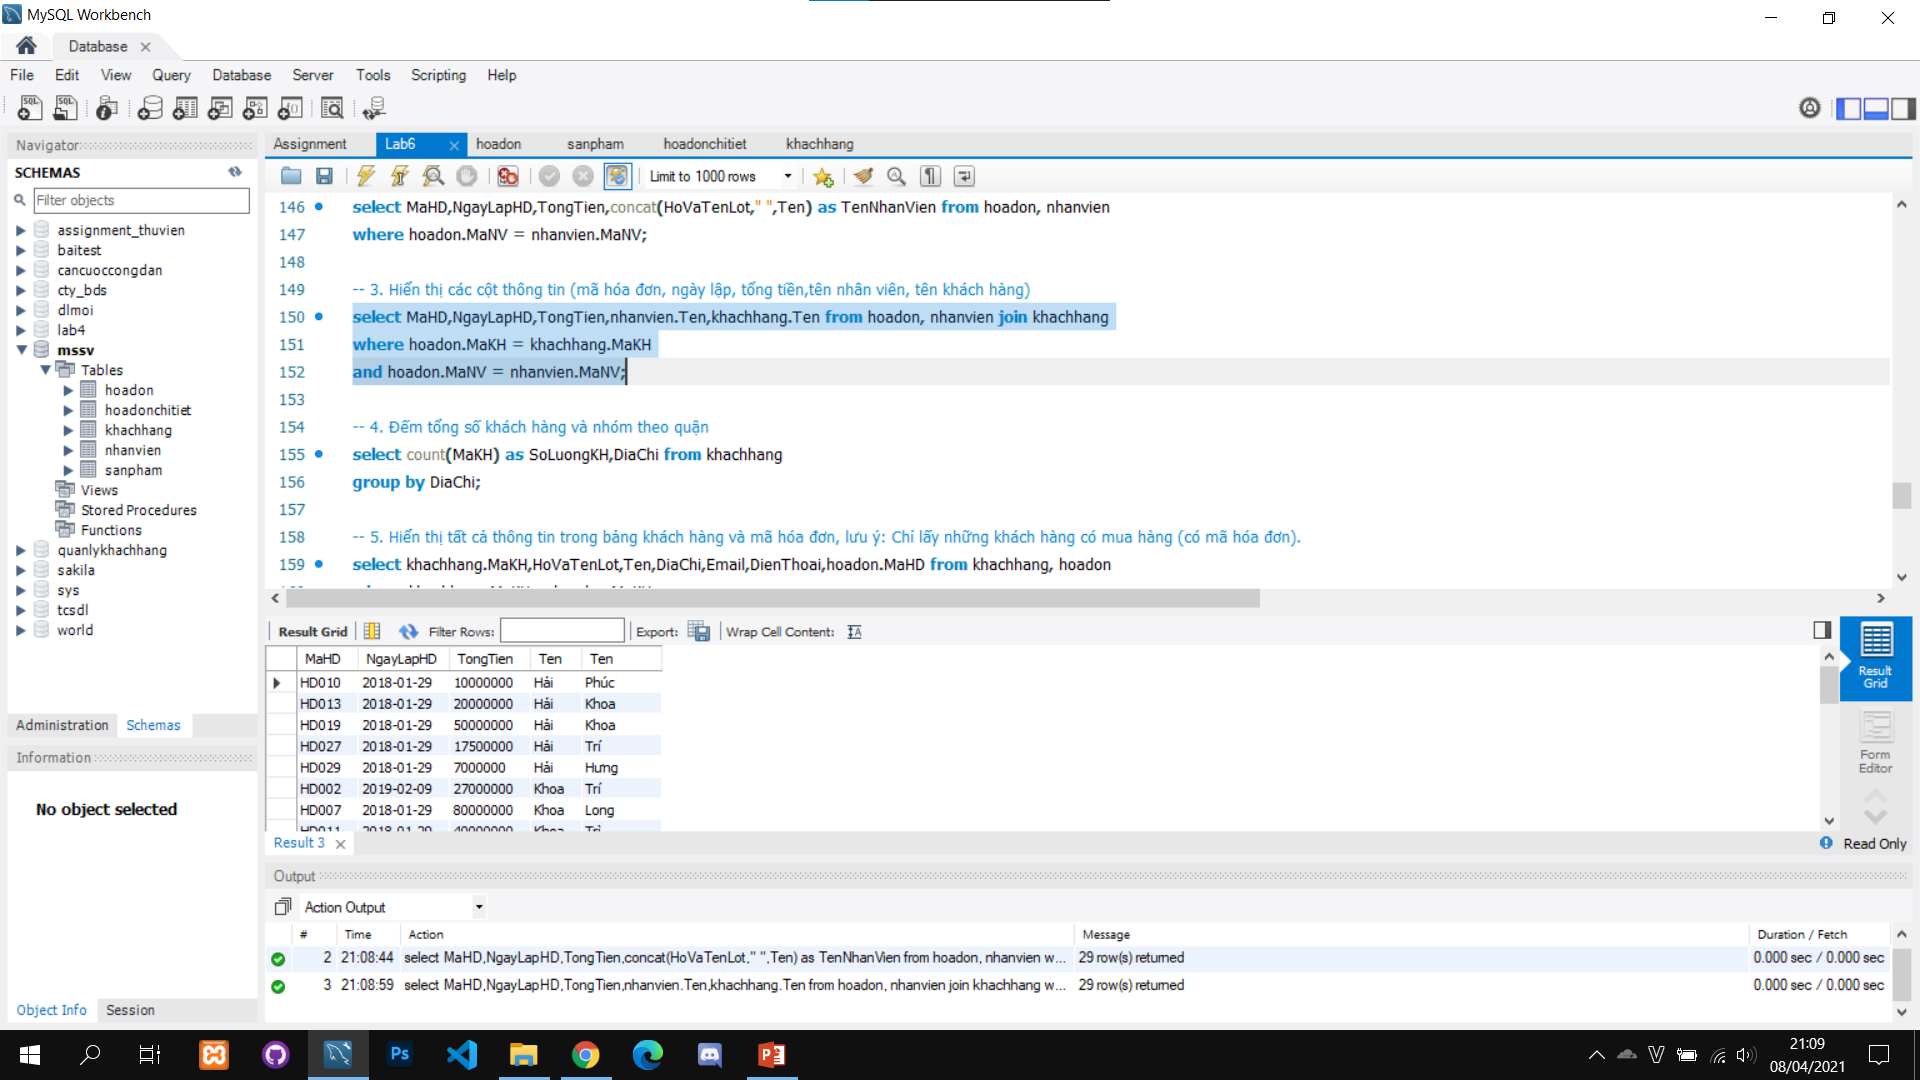 MySQL Workbench
Database
File Edit View Query Database Server Tools Scripting Help
Navigator
SCHEMAS
Filter objects
assignment_thuvien
baitest
cancuoccongdan
cty_bds
dlmoi
lab4
mssv
Tables
hoadon
hoadonchitiet
khachhang
nhanvien
sanpham
Views
Stored Procedures
Functions
quanlykhachhang
sakila
sys
tcsdl
world
Administration Schemas
Information
No object selected
Object Info Session
Assignment Lab6 hoadon sanpham hoadonchitiet khachhang
Limit to 1000 rows
146 select MaHD,NgayLapHD,TongTien,concat(HoVaTenLot," ",Ten) as TenNhanVien from hoadon, nhanvien
147 where hoadon.MaNV = nhanvien.MaNV;
148
149 -- 3. Hiển thị các cột thông tin (mã hóa đơn, ngày lập, tổng tiền,tên nhân viên, tên khách hàng)
150 select MaHD,NgayLapHD,TongTien,nhanvien.Ten,khachhang.Ten from hoadon, nhanvien join khachhang
151 where hoadon.MaKH = khachhang.MaKH
152 and hoadon.MaNV = nhanvien.MaNV;
153
154 -- 4. Đếm tổng số khách hàng và nhóm theo quận
155 select count(MaKH) as SoLuongKH,DiaChi from khachhang
156 group by DiaChi;
157
158 -- 5. Hiển thị tất cả thông tin trong bảng khách hàng và mã hóa đơn, lưu ý: Chỉ lấy những khách hàng có mua hàng (có mã hóa đơn).
159 select khachhang.MaKH,HoVaTenLot,Ten,DiaChi,Email,DienThoai,hoadon.MaHD from khachhang, hoadon
Result Grid Filter Rows: Export: Wrap Cell Content:
MaHD NgayLapHD TongTien Ten Ten
HD010 2018-01-29 10000000 Hải Phúc
HD013 2018-01-29 20000000 Hải Khoa
HD019 2018-01-29 50000000 Hải Khoa
HD027 2018-01-29 17500000 Hải Trí
HD029 2018-01-29 7000000 Hải Hưng
HD002 2019-02-09 27000000 Khoa Trí
HD007 2018-01-29 80000000 Khoa Long
HD011 2018-01-29 40000000 Khoa Trì
Result
Grid
Form
Editor
Result 3
Read Only
Output
Action Output
# Time Action Message Duration / Fetch
2 21:08:44 select MaHD,NgayLapHD,TongTien,concat(HoVaTenLot," ",Ten) as TenNhanVien from hoadon, nhanvien w... 29 row(s) returned 0.000 sec / 0.000 sec
3 21:08:59 select MaHD,NgayLapHD,TongTien,nhanvien.Ten,khachhang.Ten from hoadon, nhanvien join khachhang w... 29 row(s) returned 0.000 sec / 0.000 sec
21:09
08/04/2021